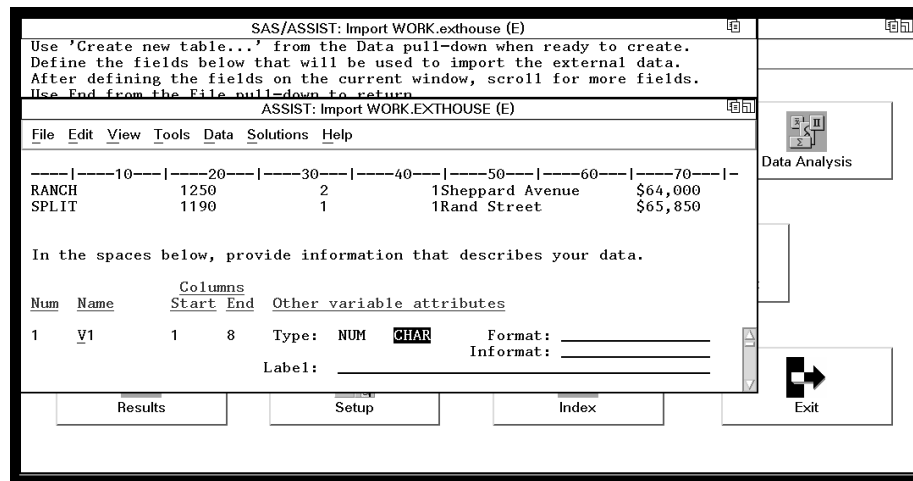 SAS/ASSIST: Import WORK.exthouse (E)
Use 'Create new table...' from the Data pull-down when ready to create.
Define the fields below that will be used to import the external data.
After defining the fields on the current window, scroll for more fields.
Use End from the File pull-down to return
ASSIST: Import WORK.EXTHOUSE (E)
File Edit View Tools Data Solutions Help
----|----10---|----20---|----30---|----40---|----50---|----60---|----70---|-
RANCH 1250 2 1Sheppard Avenue $64,000
SPLIT 1190 1 1Rand Street $65,850
In the spaces below, provide information that describes your data.
Columns
Num Name Start End Other variable attributes
1 V1 1 8 Type: NUM CHAR Format:
Informat:
Label:
Data Analysis
Results Setup Index Exit